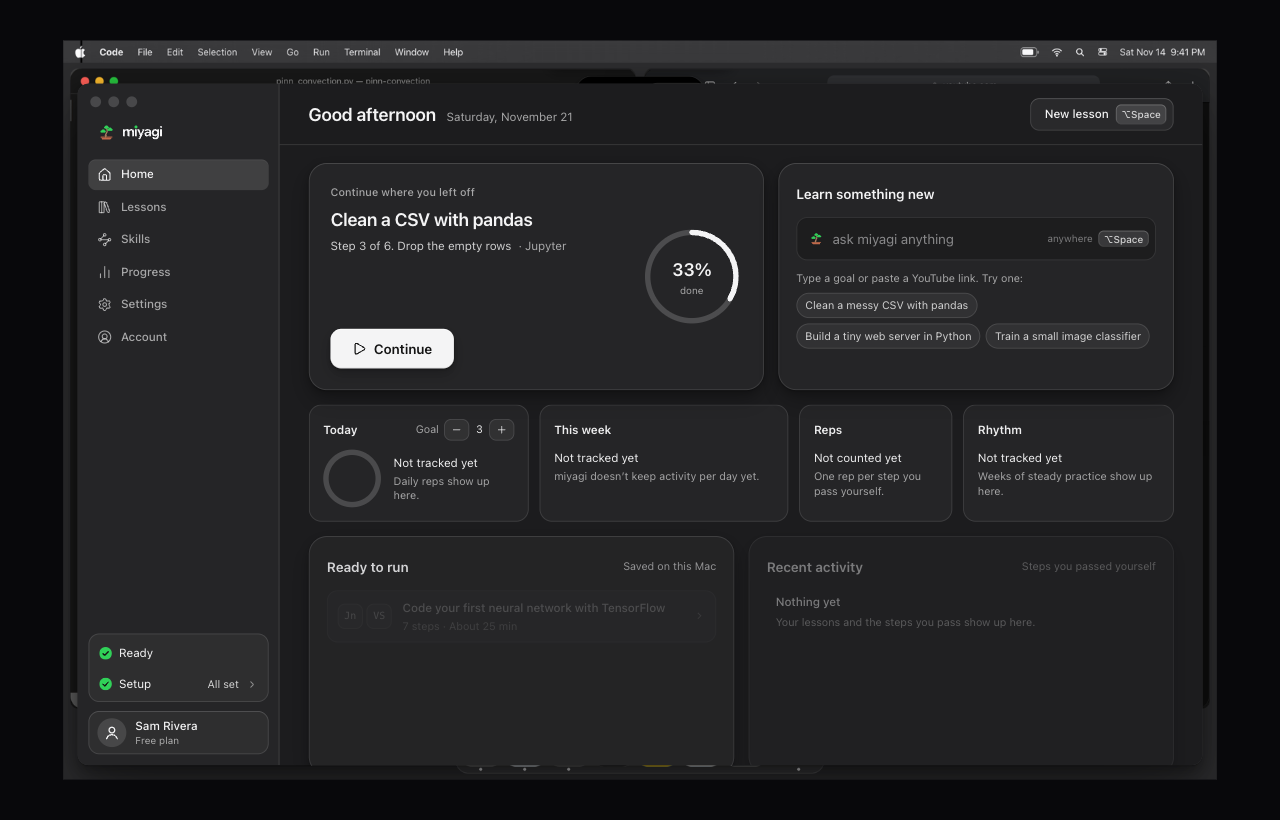 Code File Edit Selection View Go Run Terminal Window Help
Sat Nov 14 9:41 PM
pinn_convection.py — pinn-convection
miyagi
Home
Lessons
Skills
Progress
Settings
Account
Ready
Setup All set
Sam Rivera
Free plan
Good afternoon Saturday, November 21
New lesson ⌥Space
Continue where you left off
Clean a CSV with pandas
Step 3 of 6. Drop the empty rows · Jupyter
33%
done
Continue
Learn something new
ask miyagi anything anywhere ⌥Space
Type a goal or paste a YouTube link. Try one:
Clean a messy CSV with pandas
Build a tiny web server in Python Train a small image classifier
Today Goal − 3 +
Not tracked yet
Daily reps show up
here.
This week
Not tracked yet
miyagi doesn't keep activity per day yet.
Reps
Not counted yet
One rep per step you
pass yourself.
Rhythm
Not tracked yet
Weeks of steady practice show up
here.
Ready to run Saved on this Mac
Jn VS Code your first neural network with TensorFlow
7 steps · About 25 min
Recent activity Steps you passed yourself
Nothing yet
Your lessons and the steps you pass show up here.